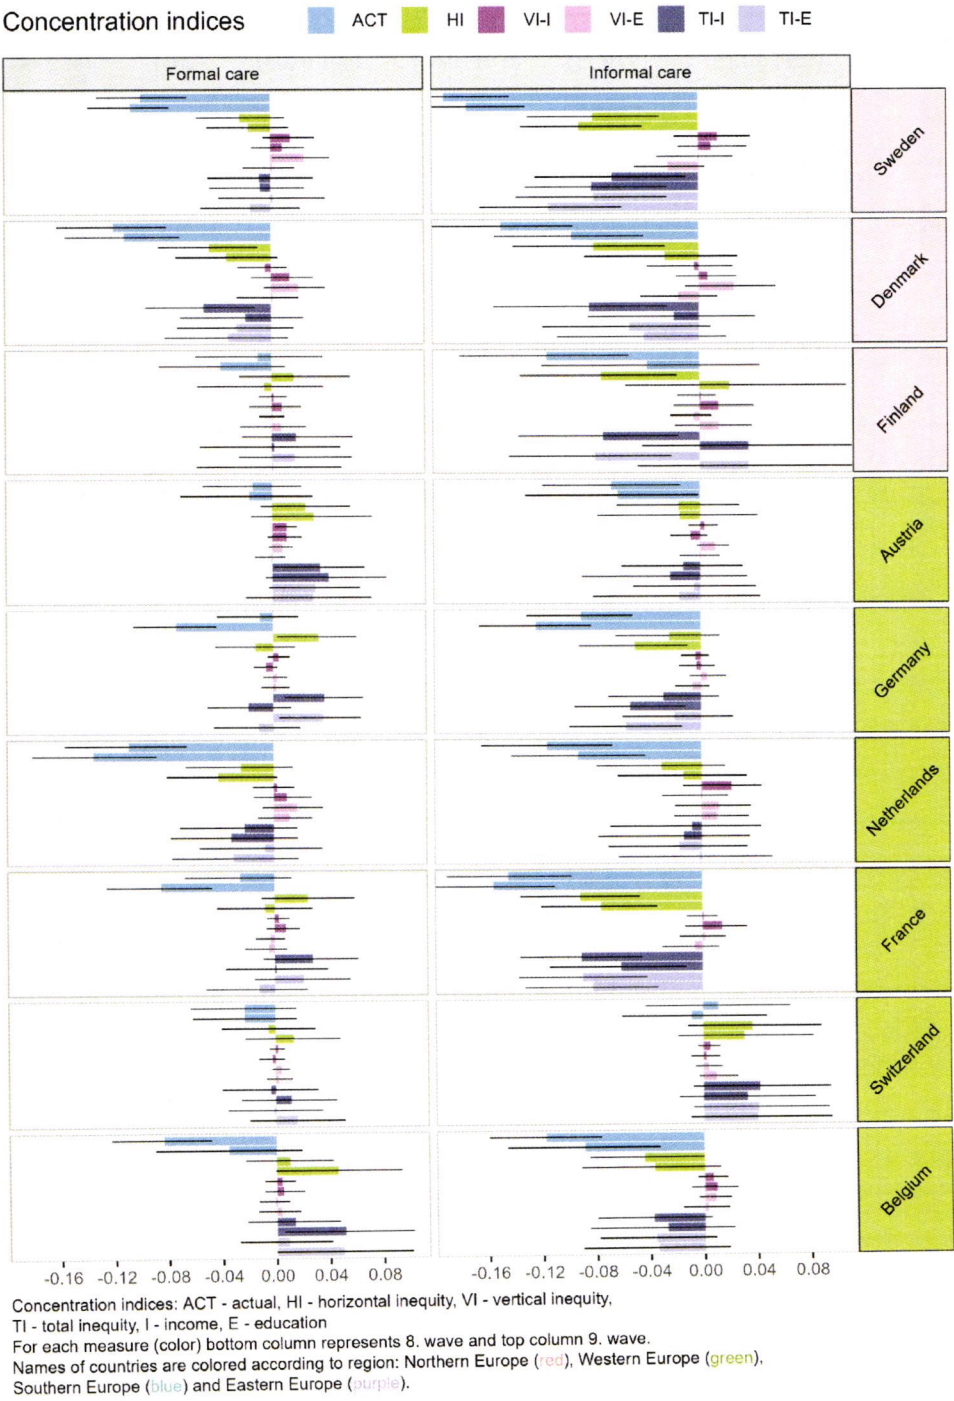 Concentration indices ACT HI VI-I VI-E TI-I TI-E
Formal care Informal care
Sweden
Denmark
Finland
Austria
Germany
Netherlands
France
Switzerland
Belgium
-0.16 -0.12 -0.08 -0.04 0.00 0.04 0.08 -0.16 -0.12 -0.08 -0.04 0.00 0.04 0.08
Concentration indices: ACT - actual, HI - horizontal inequity, VI - vertical inequity,
TI - total inequity, I - income, E - education
For each measure (color) bottom column represents 8. wave and top column 9. wave.
Names of countries are colored according to region: Northern Europe (red), Western Europe (green),
Southern Europe (blue) and Eastern Europe (purple).